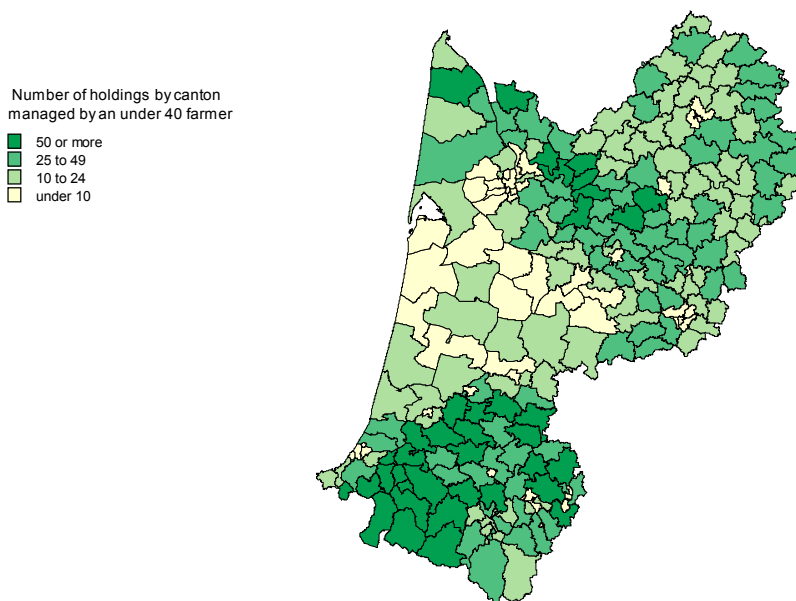 Number of holdings by canton
managed by an under 40 farmer
50 or more
25 to 49
10 to 24
under 10